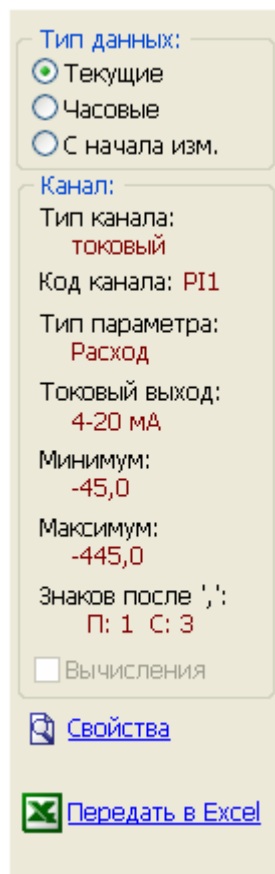 Тип данных:
Текущие
Часовые
С начала изм.
Канал:
Тип канала:
токовый
Код канала: PI1
Тип параметра:
Расход
Токовый выход:
4-20 мА
Минимум:
-45,0
Максимум:
-445,0
Знаков после ',':
П: 1 С: 3
Вычисления
Свойства
Передать в Excel